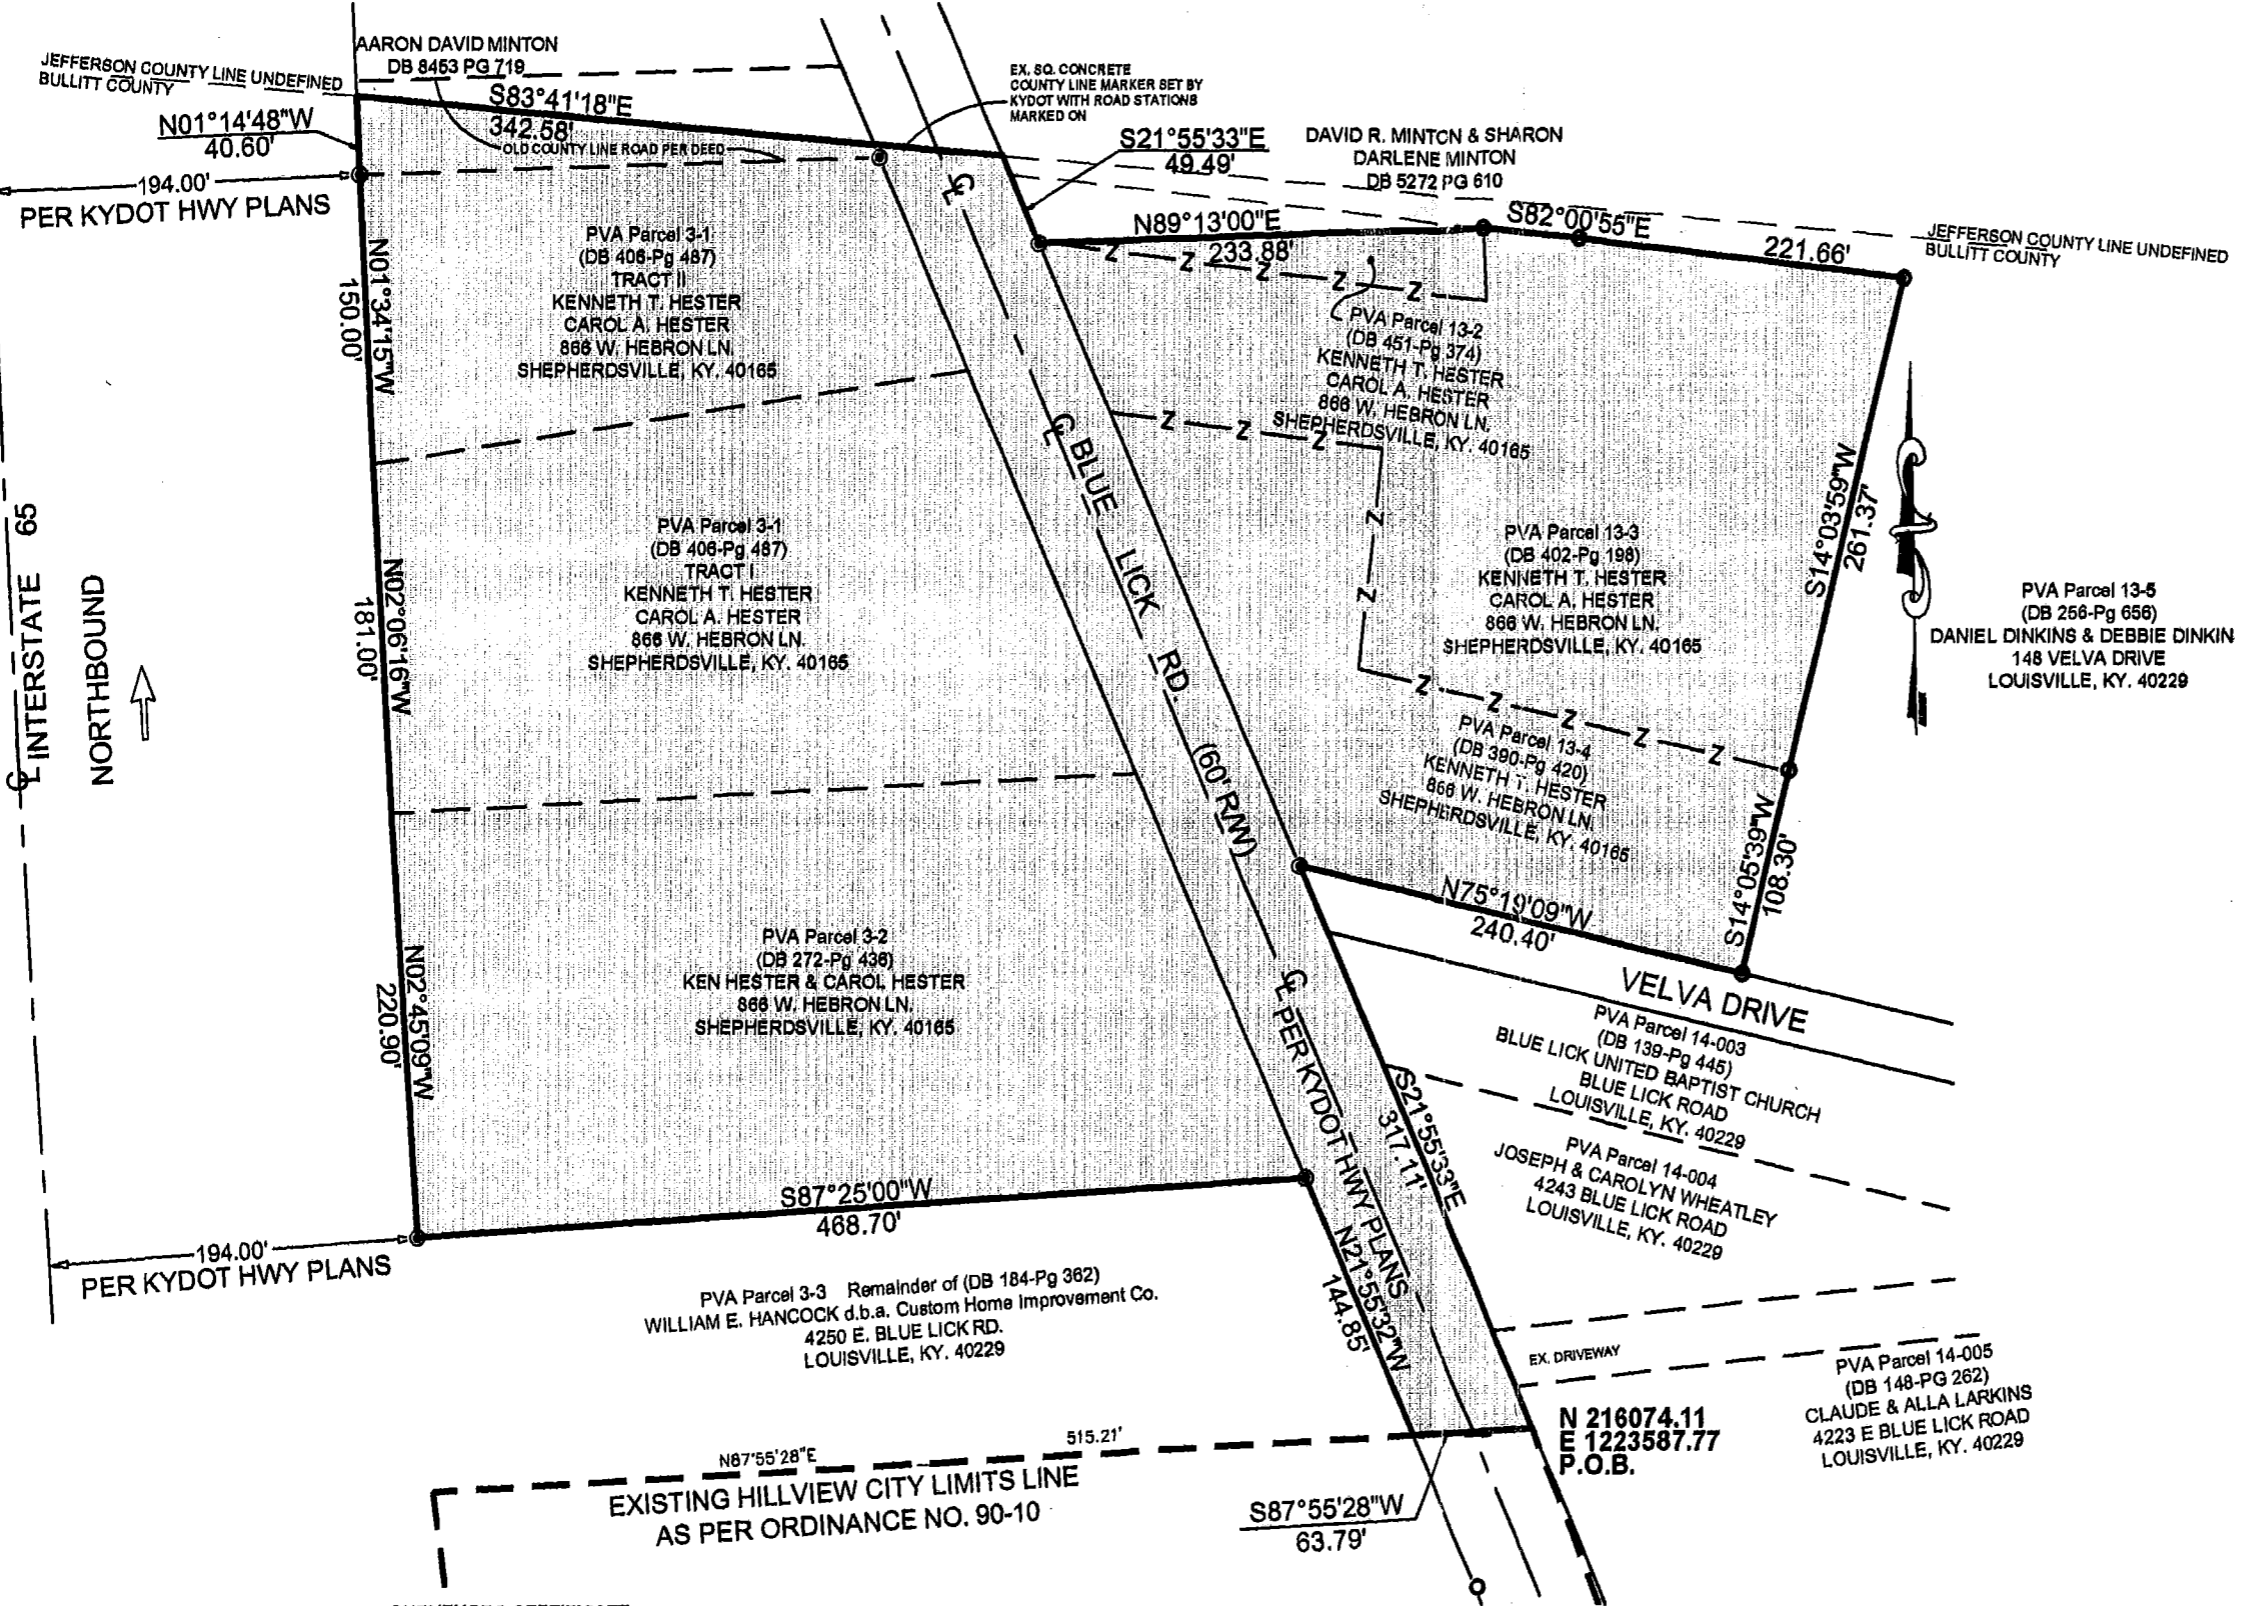 AARON DAVID MINTON
DB 8453 PG 719
JEFFERSON COUNTY LINE UNDEFINED
BULLITT COUNTY
N01°14'48"W
40.60'
194.00'
PER KYDOT HWY PLANS
S83°41'18"E
342.58'
OLD COUNTY LINE ROAD PER DEED
EX. SQ. CONCRETE
COUNTY LINE MARKER SET BY
KYDOT WITH ROAD STATIONS
MARKED ON
S21°55'33"E
49.49'
DAVID R. MINTON & SHARON
DARLENE MINTON
DB 5272 PG 610
N89°13'00"E
233.88'
S82°00'55"E
221.66'
JEFFERSON COUNTY LINE UNDEFINED
BULLITT COUNTY
N01°34'15"W
150.00'
PVA Parcel 3-1
(DB 406-Pg 487)
TRACT II
KENNETH T. HESTER
CAROL A. HESTER
866 W. HEBRON LN.
SHEPHERDSVILLE, KY. 40165
Z Z Z Z Z
PVA Parcel 13-2
(DB 451-Pg 374)
KENNETH T. HESTER
CAROL A. HESTER
866 W. HEBRON LN.
SHEPHERDSVILLE, KY. 40165
Z Z Z
Z
Z
S14°03'59"W
261.37'
PVA Parcel 3-1
(DB 406-Pg 487)
TRACT I
KENNETH T. HESTER
CAROL A. HESTER
866 W. HEBRON LN.
SHEPHERDSVILLE, KY. 40165
PVA Parcel 13-3
(DB 402-Pg 198)
KENNETH T. HESTER
CAROL A. HESTER
866 W. HEBRON LN.
SHEPHERDSVILLE, KY. 40165
PVA Parcel 13-5
(DB 256-Pg 656)
DANIEL DINKINS & DEBBIE DINKIN
148 VELVA DRIVE
LOUISVILLE, KY. 40229
CL INTERSTATE 65
NORTHBOUND
N02°06'16"W
181.00'
CL
CL BLUE LICK RD. (60' R/W)
Z Z Z Z Z
PVA Parcel 13-4
(DB 390-Pg 420)
KENNETH T. HESTER
866 W. HEBRON LN.
SHEPHERDSVILLE, KY. 40165
S14°05'39"W
108.30'
N75°19'09"W
240.40'
VELVA DRIVE
PVA Parcel 3-2
(DB 272-Pg 436)
KEN HESTER & CAROL HESTER
866 W. HEBRON LN.
SHEPHERDSVILLE, KY. 40165
N02°45'09"W
220.90'
CL PER KYDOT HWY PLANS
S21°55'33"E
317.11'
PVA Parcel 14-003
(DB 139-Pg 445)
BLUE LICK UNITED BAPTIST CHURCH
BLUE LICK ROAD
LOUISVILLE, KY. 40229
PVA Parcel 14-004
JOSEPH & CAROLYN WHEATLEY
4243 BLUE LICK ROAD
LOUISVILLE, KY. 40229
S87°25'00"W
468.70'
194.00'
PER KYDOT HWY PLANS
N21°55'32"W
144.85'
PVA Parcel 3-3 Remainder of (DB 184-Pg 362)
WILLIAM E. HANCOCK d.b.a. Custom Home Improvement Co.
4250 E. BLUE LICK RD.
LOUISVILLE, KY. 40229
EX. DRIVEWAY
PVA Parcel 14-005
(DB 148-PG 262)
CLAUDE & ALLA LARKINS
4223 E BLUE LICK ROAD
LOUISVILLE, KY. 40229
N 216074.11
E 1223587.77
P.O.B.
N87°55'28"E 515.21'
EXISTING HILLVIEW CITY LIMITS LINE
AS PER ORDINANCE NO. 90-10
S87°55'28"W
63.79'